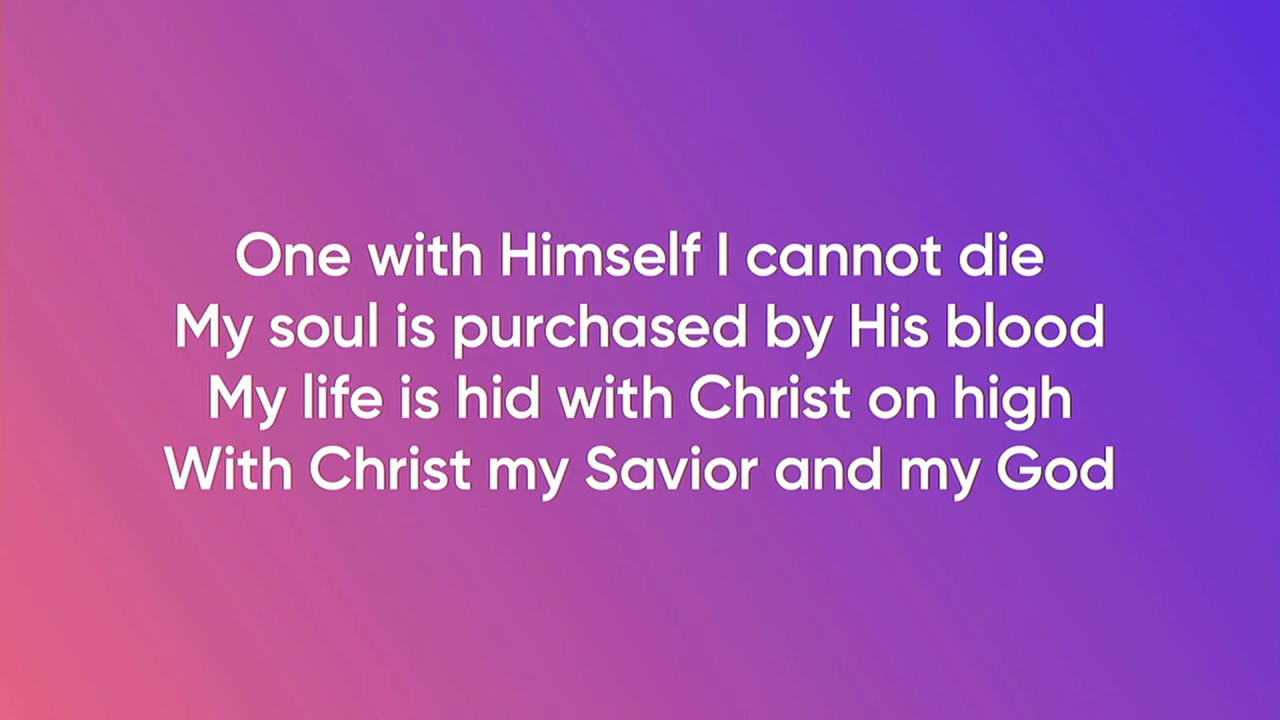 One with Himself I cannot die
My soul is purchased by His blood
My life is hid with Christ on high
With Christ my Savior and my God